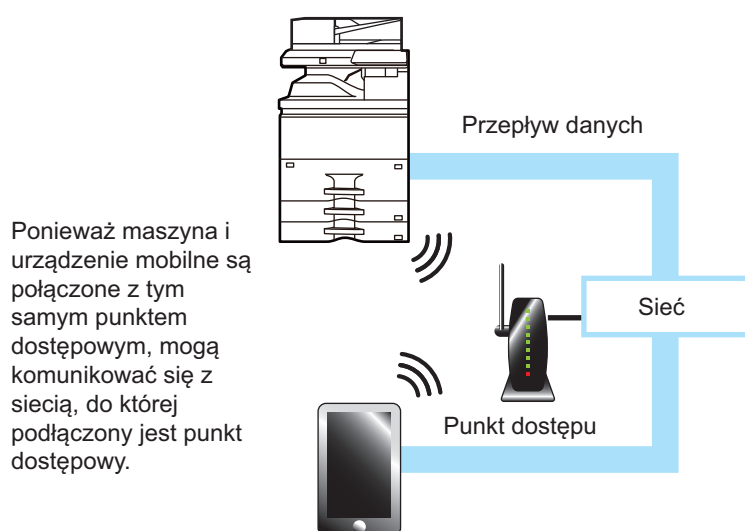 Przepływ danych
Ponieważ maszyna i
urządzenie mobilne są
połączone z tym
samym punktem
dostępowym, mogą
komunikować się z
siecią, do której
podłączony jest punkt
dostępowy.
Sieć
Punkt dostępu